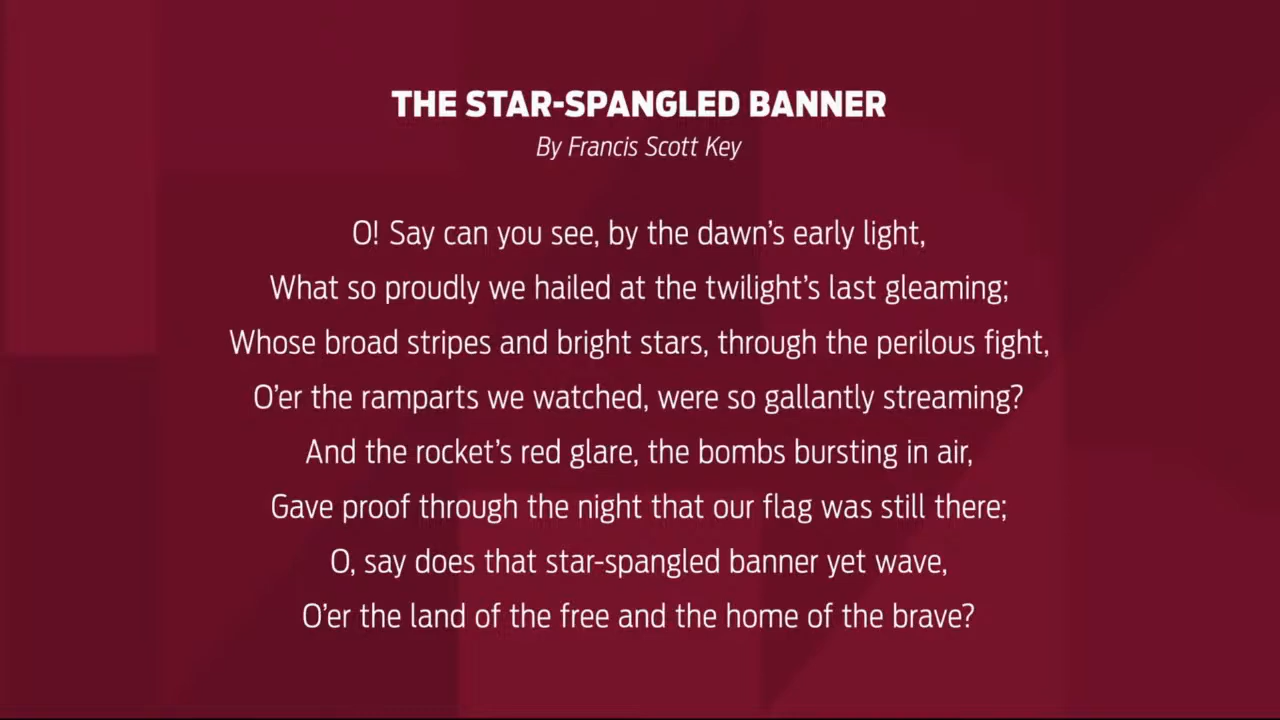 THE STAR-SPANGLED BANNER
By Francis Scott Key
O! Say can you see, by the dawn’s early light,
What so proudly we hailed at the twilight’s last gleaming;
Whose broad stripes and bright stars, through the perilous fight,
O’er the ramparts we watched, were so gallantly streaming?
And the rocket’s red glare, the bombs bursting in air,
Gave proof through the night that our flag was still there;
O, say does that star-spangled banner yet wave,
O’er the land of the free and the home of the brave?